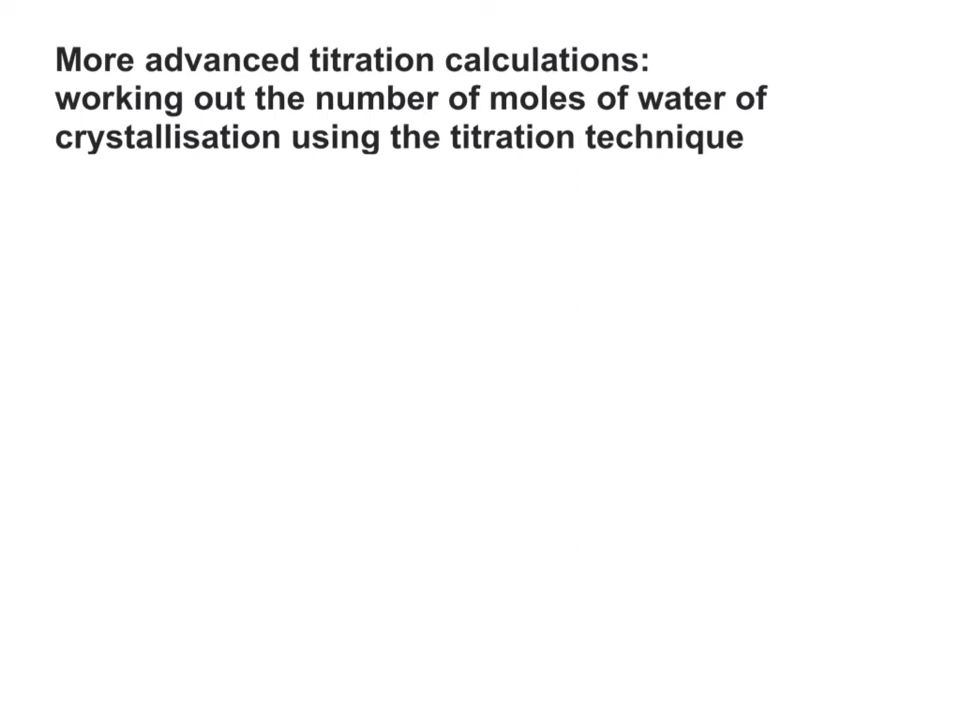 More advanced titration calculations:
working out the number of moles of water of
crystallisation using the titration technique